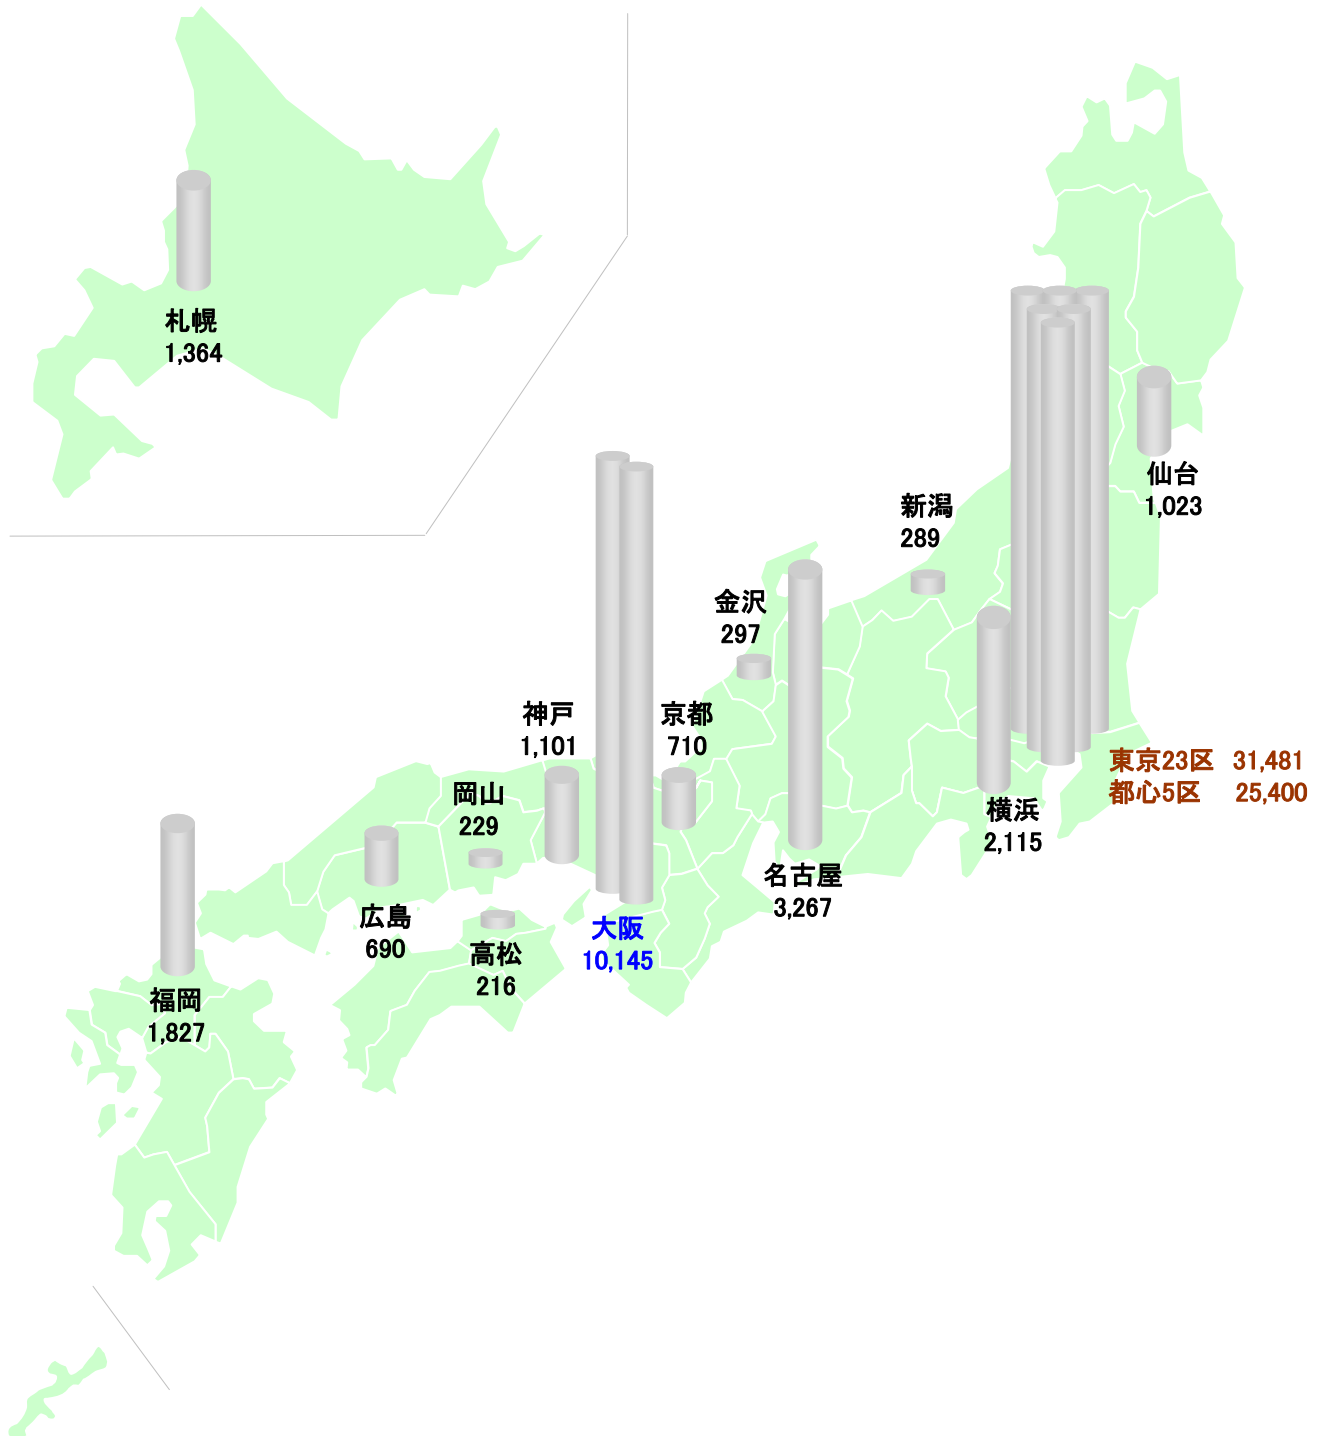 札幌
1,364
仙台
1,023
新潟
289
金沢
297
神戸
1,101
京都
710
東京23区 31,481
都心5区 25,400
岡山
229
横浜
2,115
名古屋
3,267
広島
690
大阪
10,145
高松
216
福岡
1,827